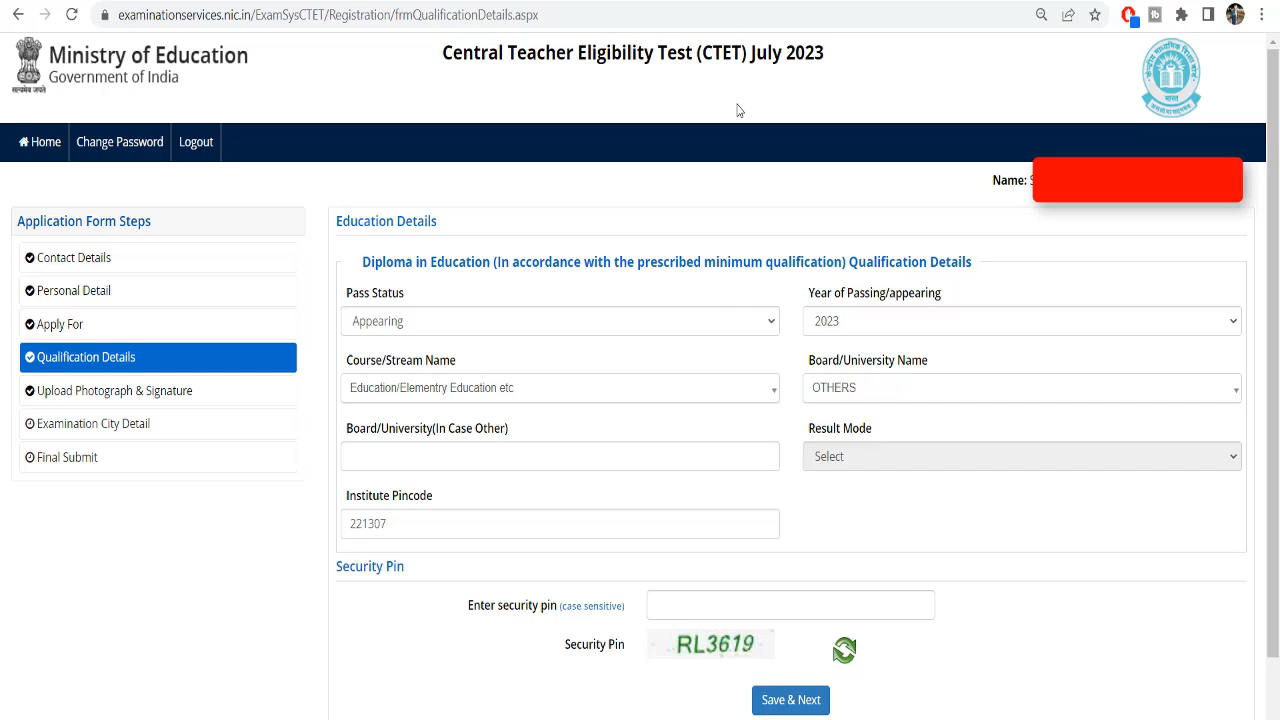 examinationservices.nic.in/ExamSysCTET/Registration/frmQualificationDetails.aspx
Ministry of Education
Government of India
सत्यमेव जयते
Central Teacher Eligibility Test (CTET) July 2023
Home
Change Password
Logout
Name: S
Application Form Steps
Contact Details
Personal Detail
Apply For
Qualification Details
Upload Photograph & Signature
Examination City Detail
Final Submit
Education Details
Diploma in Education (In accordance with the prescribed minimum qualification) Qualification Details
Pass Status
Appearing
Year of Passing/appearing
2023
Course/Stream Name
Education/Elementry Education etc
Board/University Name
OTHERS
Board/University(In Case Other)
Result Mode
Select
Institute Pincode
221307
Security Pin
Enter security pin (case sensitive)
Security Pin
RL3619
Save & Next